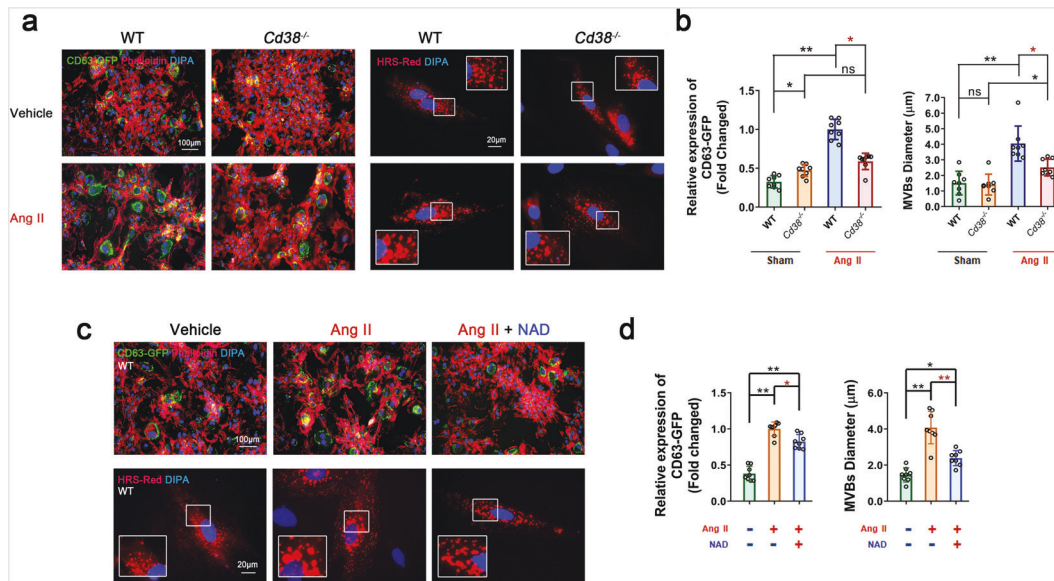 a
WT
Cd38-/-
WT
Cd38-/-
Vehicle
Ang II
CD63-GFP Phalloidin DIPA
100μm
HRS-Red DIPA
20μm
b
Relative expression of
CD63-GFP
(Fold Changed)
1.5
1.0
0.5
0.0
**
*
*
ns
WT
Cd38-/-
WT
Cd38-/-
Sham
Ang II
MVBs Diameter (μm)
7.0
6.0
5.0
4.0
3.0
2.0
1.0
0.0
**
*
ns
*
WT
Cd38-/-
WT
Cd38-/-
Sham
Ang II
c
Vehicle
Ang II
Ang II + NAD
CD63-GFP Phalloidin DIPA
WT
100μm
HRS-Red DIPA
WT
20μm
d
Relative expression of
CD63-GFP
(Fold changed)
1.5
1.0
0.5
0.0
**
**
*
Ang II - + +
NAD - - +
MVBs Diameter (μm)
6.0
4.0
2.0
0.0
*
**
**
Ang II - + +
NAD - - +